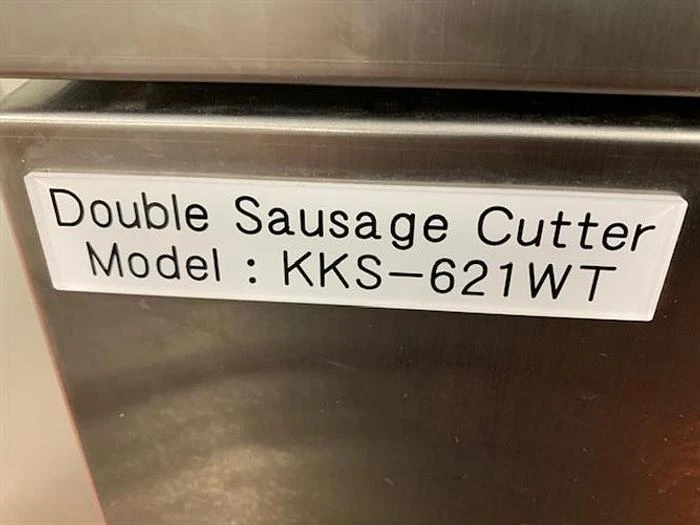 Double Sausage Cutter
Model : KKS-621WT